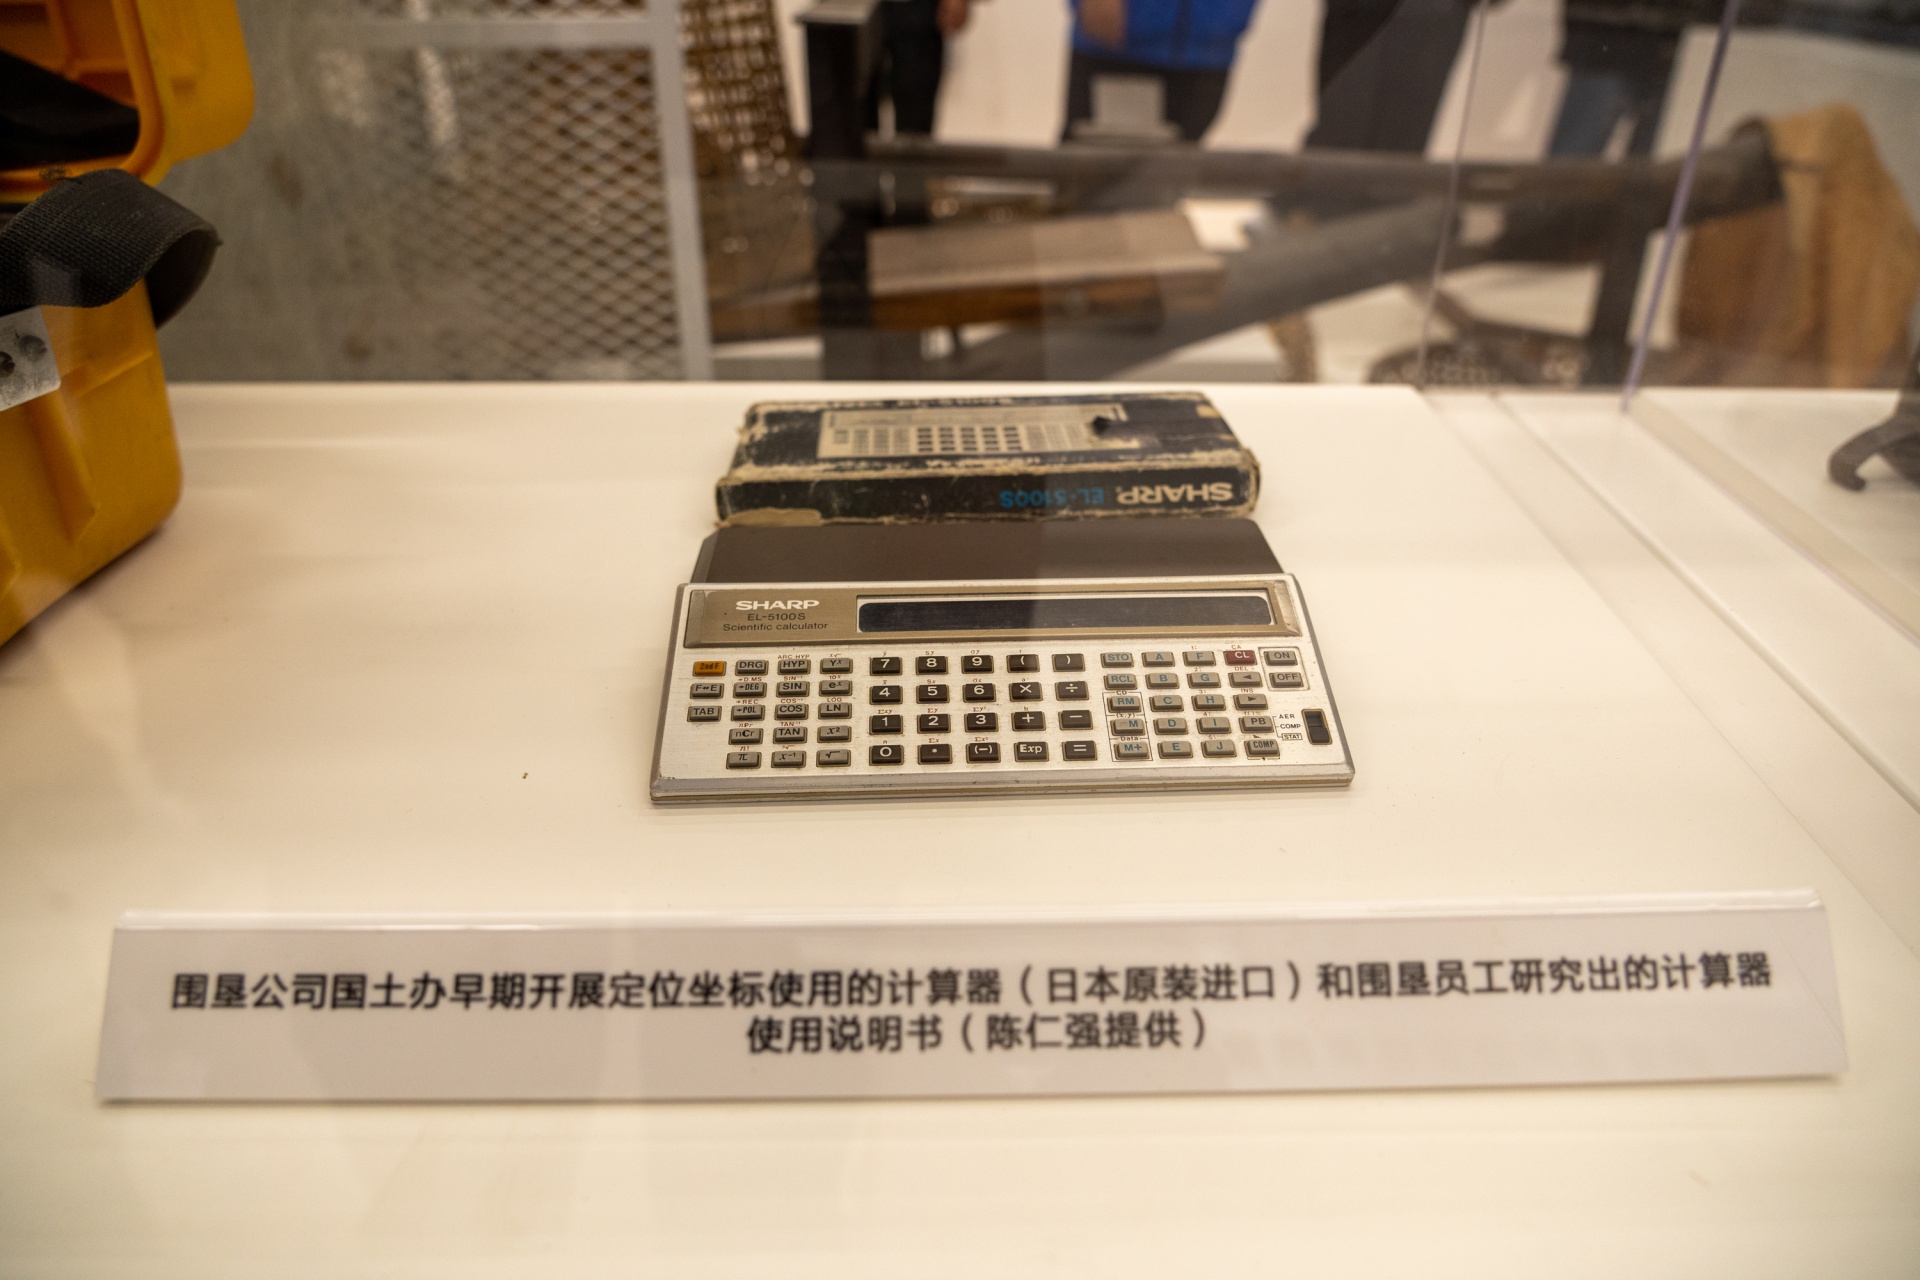 SHARP EL-5100S
SHARP
EL-5100S
Scientific calculator
2ndF DRG HYP Yˣ 7 8 9 ( ) STO A F CL ON
F↔E →DEG SIN eˣ 4 5 6 × ÷ RCL B G ◄ OFF
TAB →POL COS LN 1 2 3 + − RM C H ►
nCr TAN x² M D I PB
π x⁻¹ √ 0 • (−) Exp = M+ E J COMP
AER
COMP
STAT
围垦公司国土办早期开展定位坐标使用的计算器（日本原装进口）和围垦员工研究出的计算器
使用说明书（陈仁强提供）